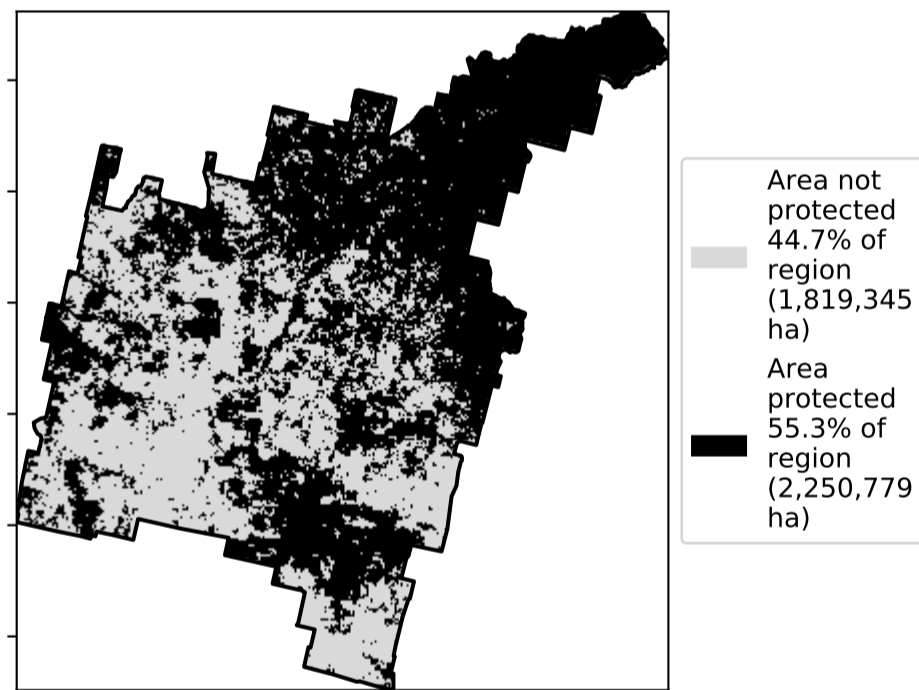 Area not
protected
44.7% of
region
(1,819,345
ha)
Area
protected
55.3% of
region
(2,250,779
ha)